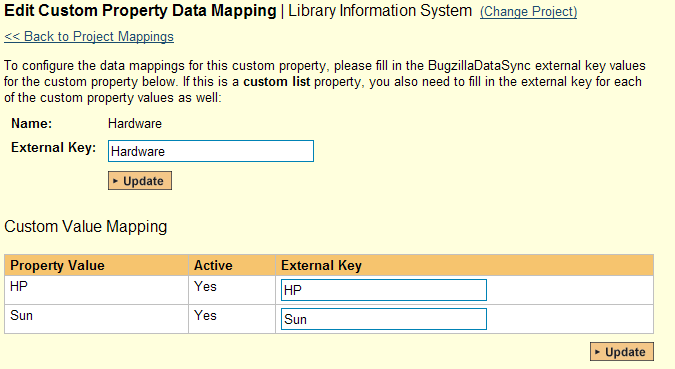 Edit Custom Property Data Mapping | Library Information System (Change Project)
<< Back to Project Mappings
To configure the data mappings for this custom property, please fill in the BugzillaDataSync external key values
for the custom property below. If this is a custom list property, you also need to fill in the external key for each
of the custom property values as well:
Name: Hardware
External Key: Hardware
Update
Custom Value Mapping
Property Value Active External Key
HP Yes HP
Sun Yes Sun
Update